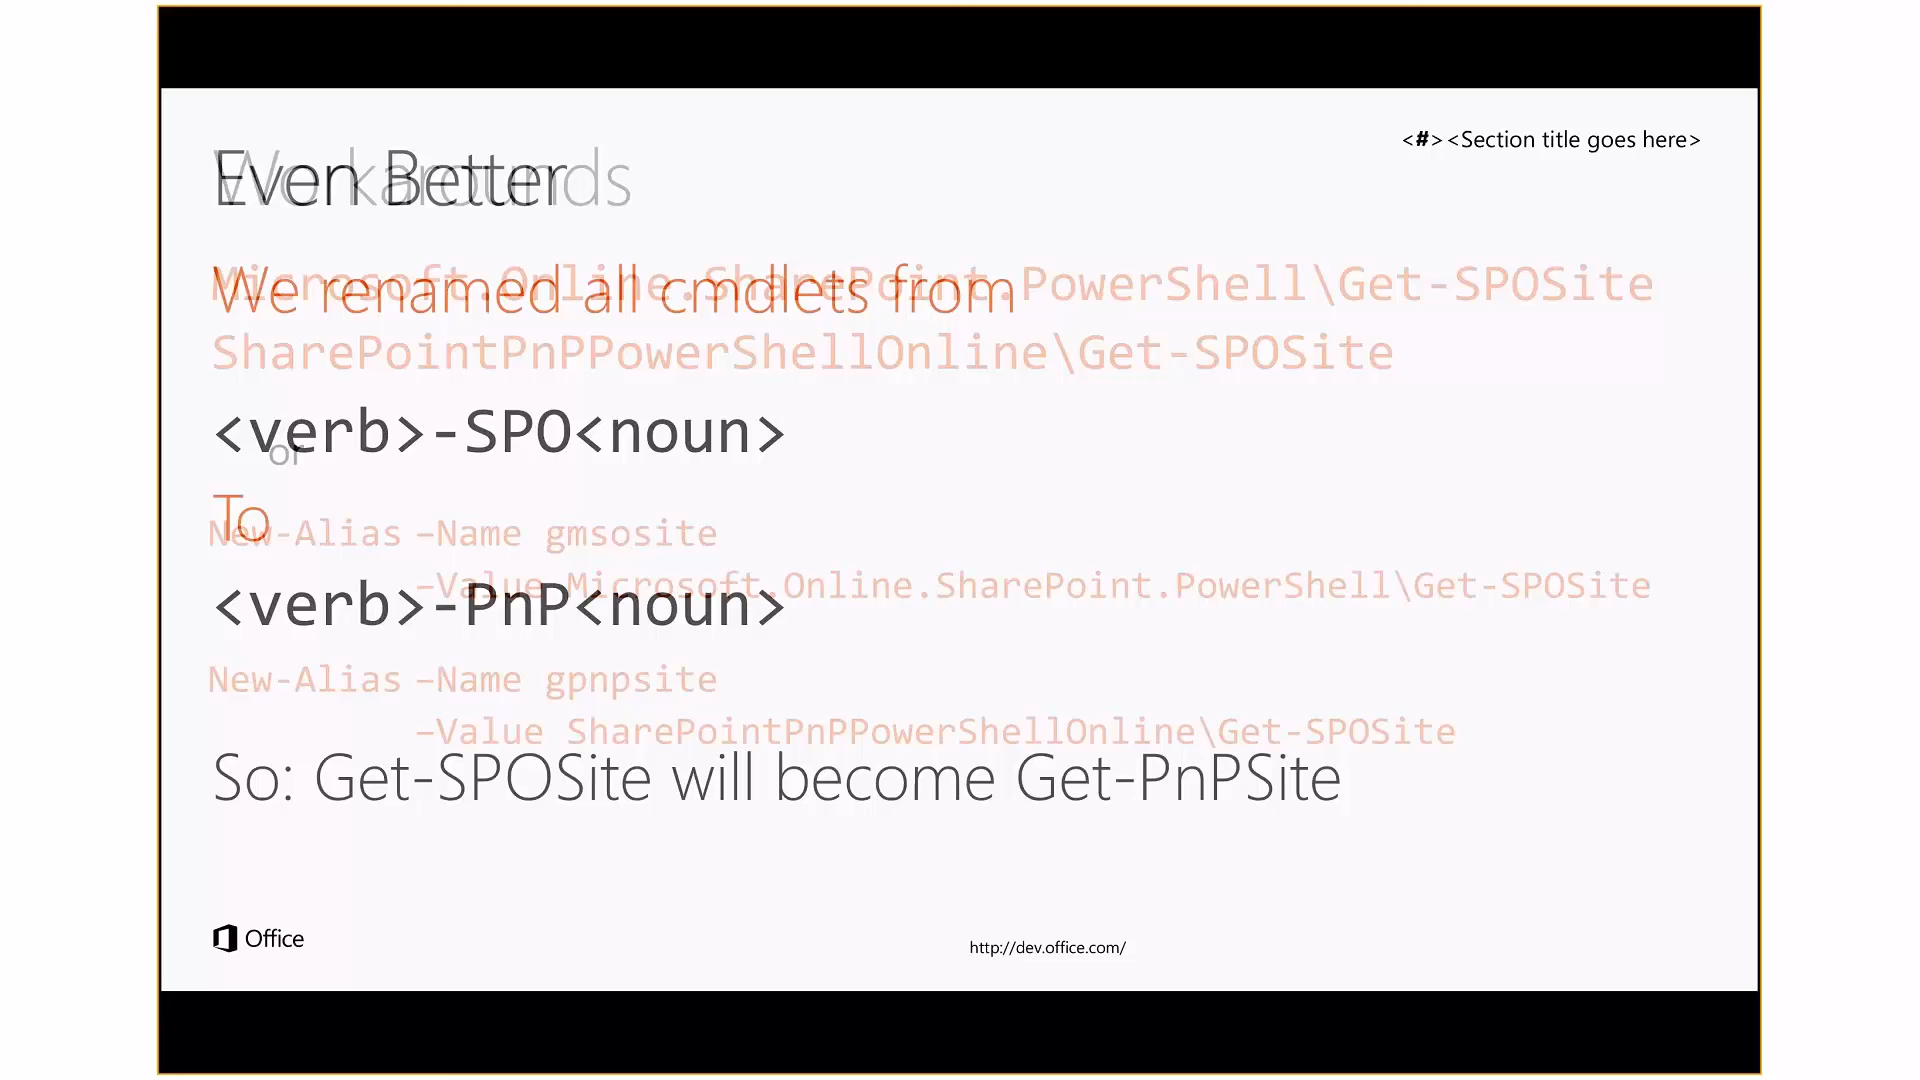 <#><Section title goes here>
Even Better
Workarounds
We renamed all cmdlets from
Microsoft.Online.SharePoint.PowerShell\Get-SPOSite
SharePointPnPPowerShellOnline\Get-SPOSite
<verb>-SPO<noun>
or
To
New-Alias –Name gmsosite
–Value Microsoft.Online.SharePoint.PowerShell\Get-SPOSite
<verb>-PnP<noun>
New-Alias –Name gpnpsite
–Value SharePointPnPPowerShellOnline\Get-SPOSite
So: Get-SPOSite will become Get-PnPSite
Office
http://dev.office.com/